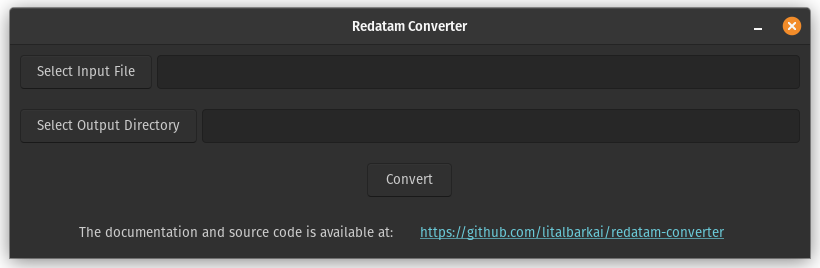 Redatam Converter
Select Input File
Select Output Directory
Convert
The documentation and source code is available at: https://github.com/litalbarkai/redatam-converter